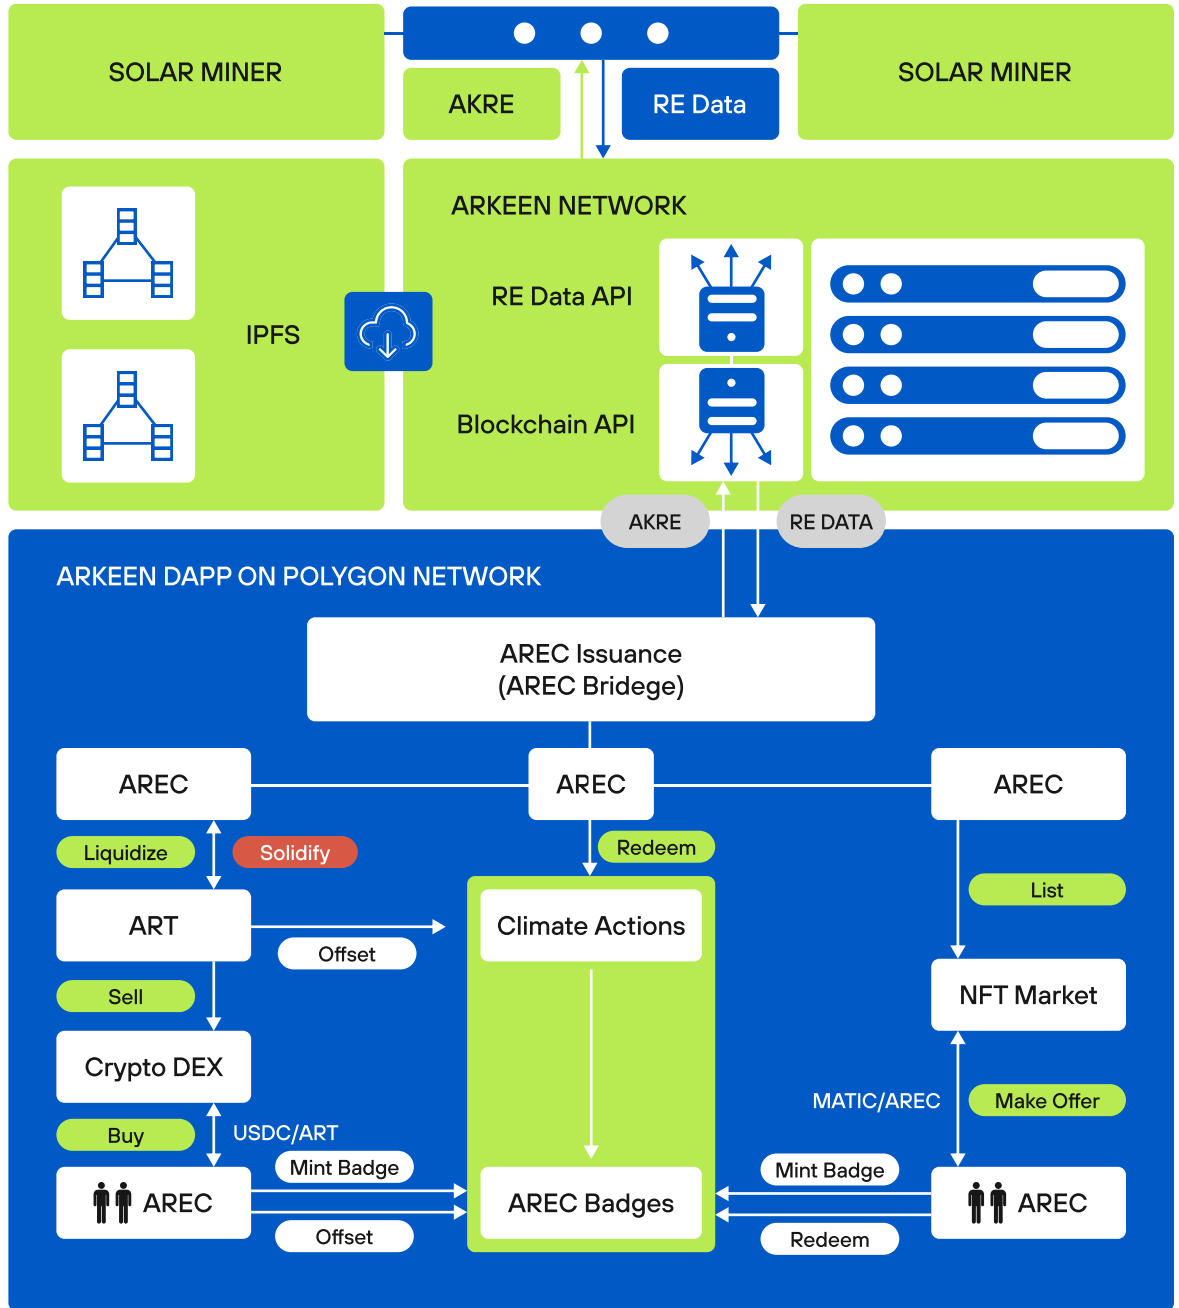 SOLAR MINER
SOLAR MINER
AKRE
RE Data
ARKEEN NETWORK
RE Data API
IPFS
Blockchain API
AKRE
RE DATA
ARKEEN DAPP ON POLYGON NETWORK
AREC Issuance
(AREC Bridege)
AREC
AREC
AREC
Liquidize
Solidify
Redeem
List
ART
Offset
Climate Actions
Sell
NFT Market
Crypto DEX
MATIC/AREC
Make Offer
Buy
USDC/ART
Mint Badge
Mint Badge
AREC
AREC Badges
AREC
Offset
Redeem